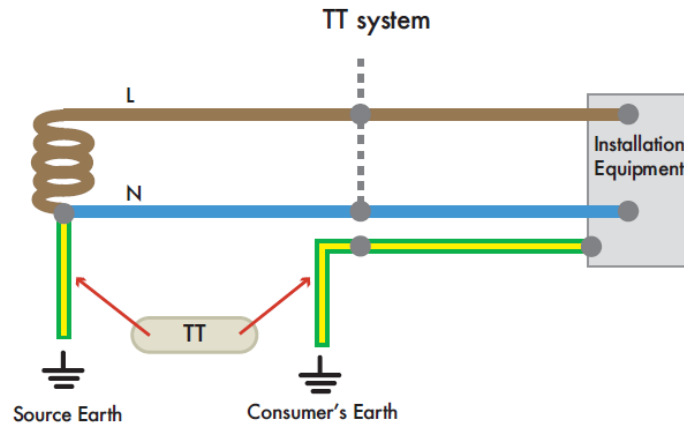 TT system
L
Installation
Equipment
N
TT
Source Earth
Consumer's Earth